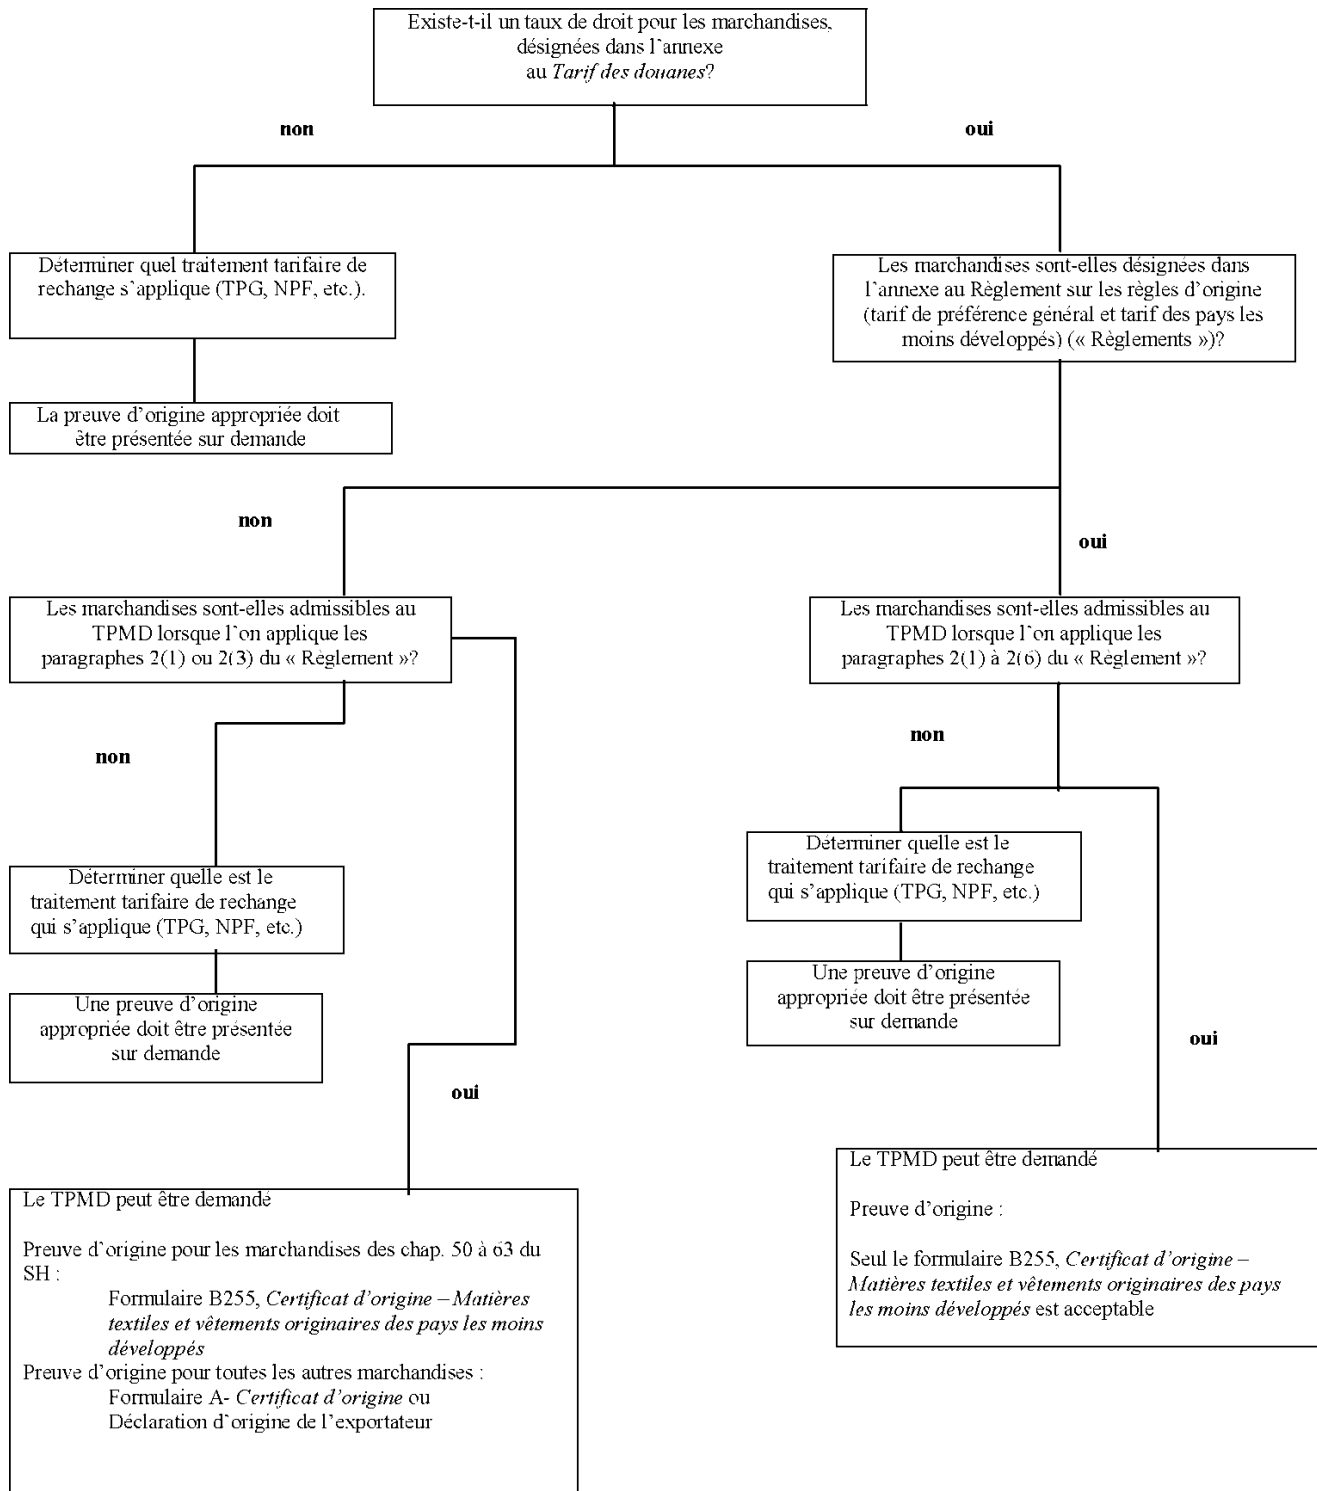 Existe-t-il un taux de droit pour les marchandises,
désignées dans l'annexe
au Tarif des douanes?
non
oui
Déterminer quel traitement tarifaire de
rechange s'applique (TPG, NPF, etc.).
Les marchandises sont-elles désignées dans
l'annexe au Règlement sur les règles d'origine
(tarif de préférence général et tarif des pays les
moins développés) (« Règlements »)?
La preuve d'origine appropriée doit
être présentée sur demande
non
oui
Les marchandises sont-elles admissibles au
TPMD lorsque l'on applique les
paragraphes 2(1) ou 2(3) du « Règlement »?
Les marchandises sont-elles admissibles au
TPMD lorsque l'on applique les
paragraphes 2(1) à 2(6) du « Règlement »?
non
non
Déterminer quelle est le
traitement tarifaire de rechange
qui s'applique (TPG, NPF, etc.)
Déterminer quelle est le
traitement tarifaire de rechange
qui s'applique (TPG, NPF, etc.)
Une preuve d'origine
appropriée doit être présentée
sur demande
Une preuve d'origine
appropriée doit être présentée
sur demande
oui
oui
Le TPMD peut être demandé
Preuve d'origine :
Seul le formulaire B255, Certificat d'origine –
Matières textiles et vêtements originaires des pays
les moins développés est acceptable
Le TPMD peut être demandé
Preuve d'origine pour les marchandises des chap. 50 à 63 du
SH :
Formulaire B255, Certificat d'origine – Matières
textiles et vêtements originaires des pays les moins
développés
Preuve d'origine pour toutes les autres marchandises :
Formulaire A- Certificat d'origine ou
Déclaration d'origine de l'exportateur